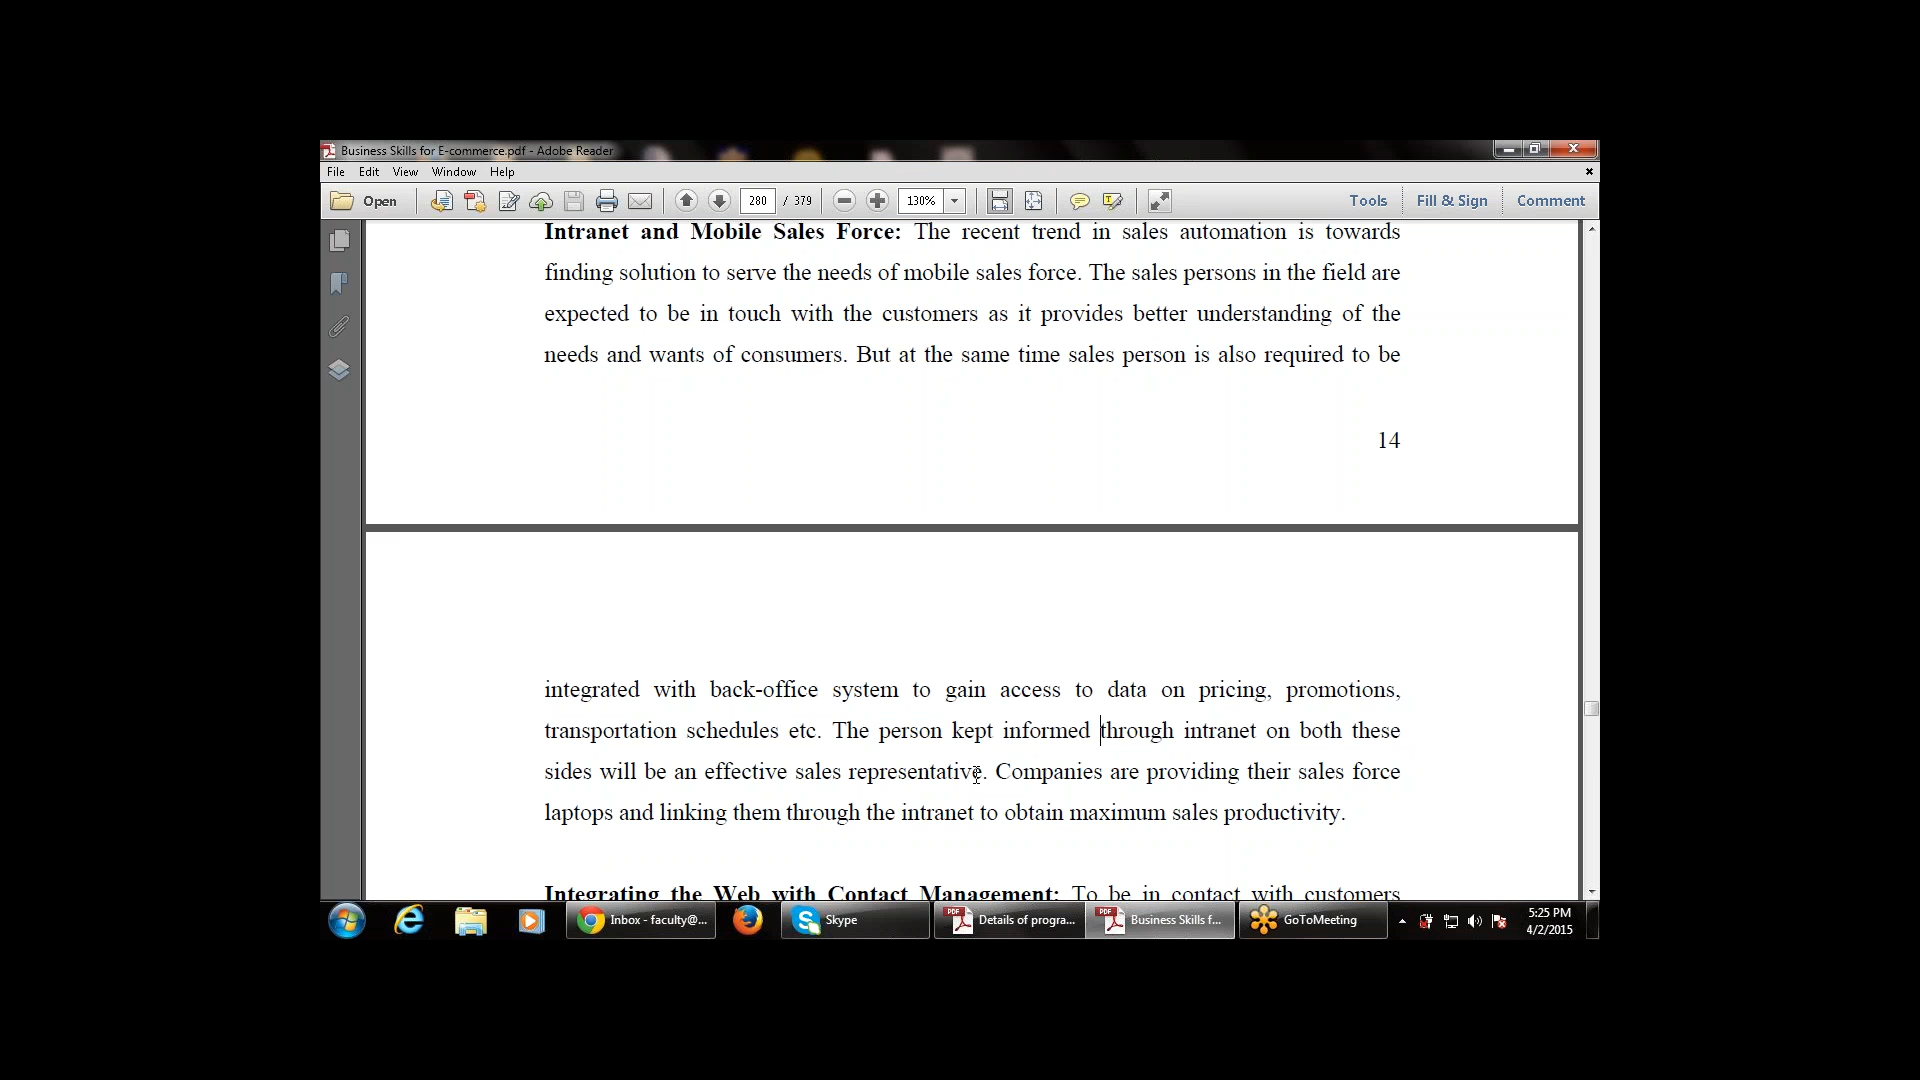 Business Skills for E-commerce.pdf - Adobe Reader
File Edit View Window Help
Open 280 / 379 130% Tools Fill & Sign Comment
Intranet and Mobile Sales Force: The recent trend in sales automation is towards
finding solution to serve the needs of mobile sales force. The sales persons in the field are
expected to be in touch with the customers as it provides better understanding of the
needs and wants of consumers. But at the same time sales person is also required to be
14
integrated with back-office system to gain access to data on pricing, promotions,
transportation schedules etc. The person kept informed through intranet on both these
sides will be an effective sales representative. Companies are providing their sales force
laptops and linking them through the intranet to obtain maximum sales productivity.
Integrating the Web with Contact Management: To be in contact with customers
Inbox - faculty@... Skype Details of progra... Business Skills f... GoToMeeting 5:25 PM
4/2/2015